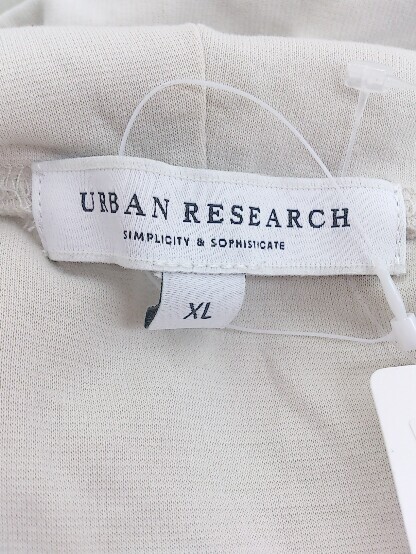 URBAN RESEARCH
SIMPLICITY & SOPHISTICATE
XL